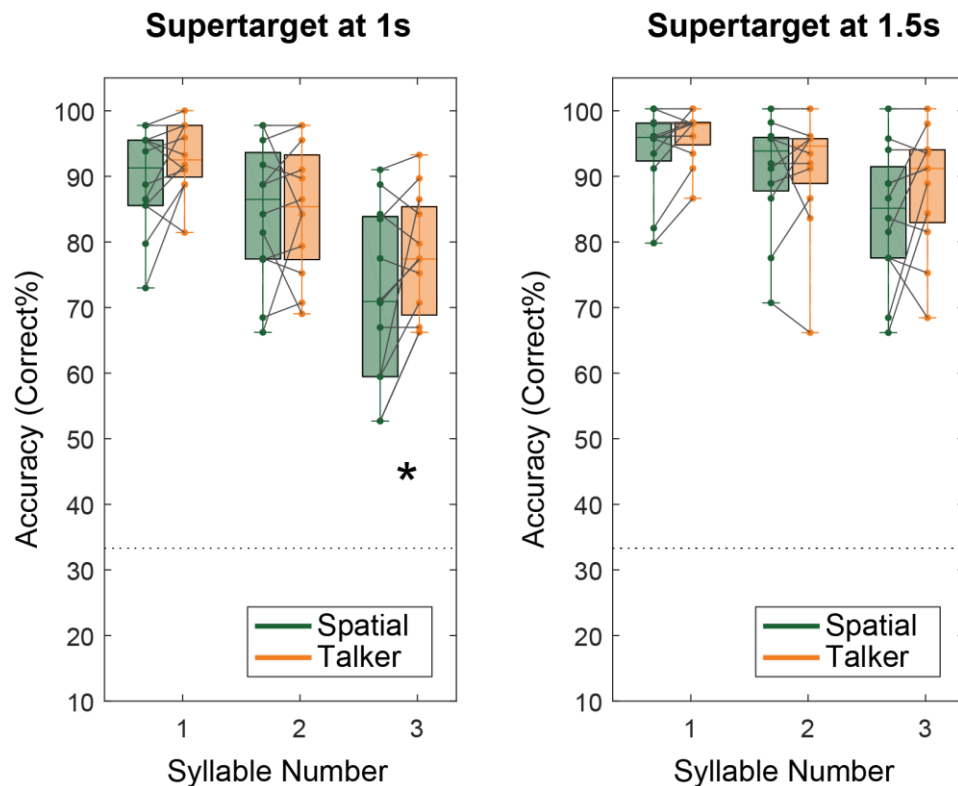 Supertarget at 1s
Accuracy (Correct%)
100
90
80
70
60
50
40
30
20
10
*
Spatial
Talker
1 2 3
Syllable Number
Supertarget at 1.5s
Accuracy (Correct%)
100
90
80
70
60
50
40
30
20
10
Spatial
Talker
1 2 3
Syllable Number